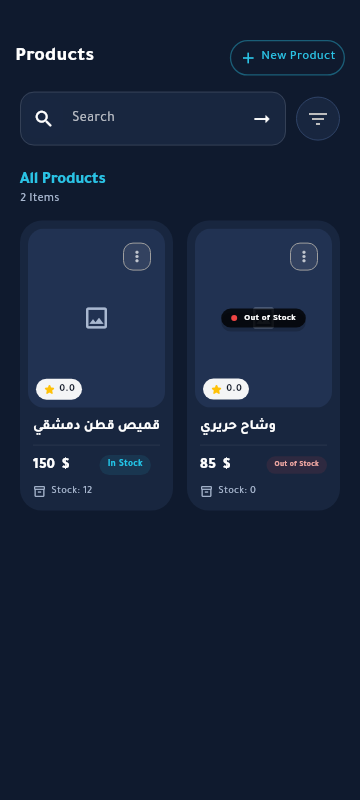 Products
New Product
Search
All Products
2 Items
Out of Stock
0.0
0.0
قميص قطن دمشقي
وشاح حريري
150 $
In Stock
85 $
Out of Stock
Stock: 12
Stock: 0